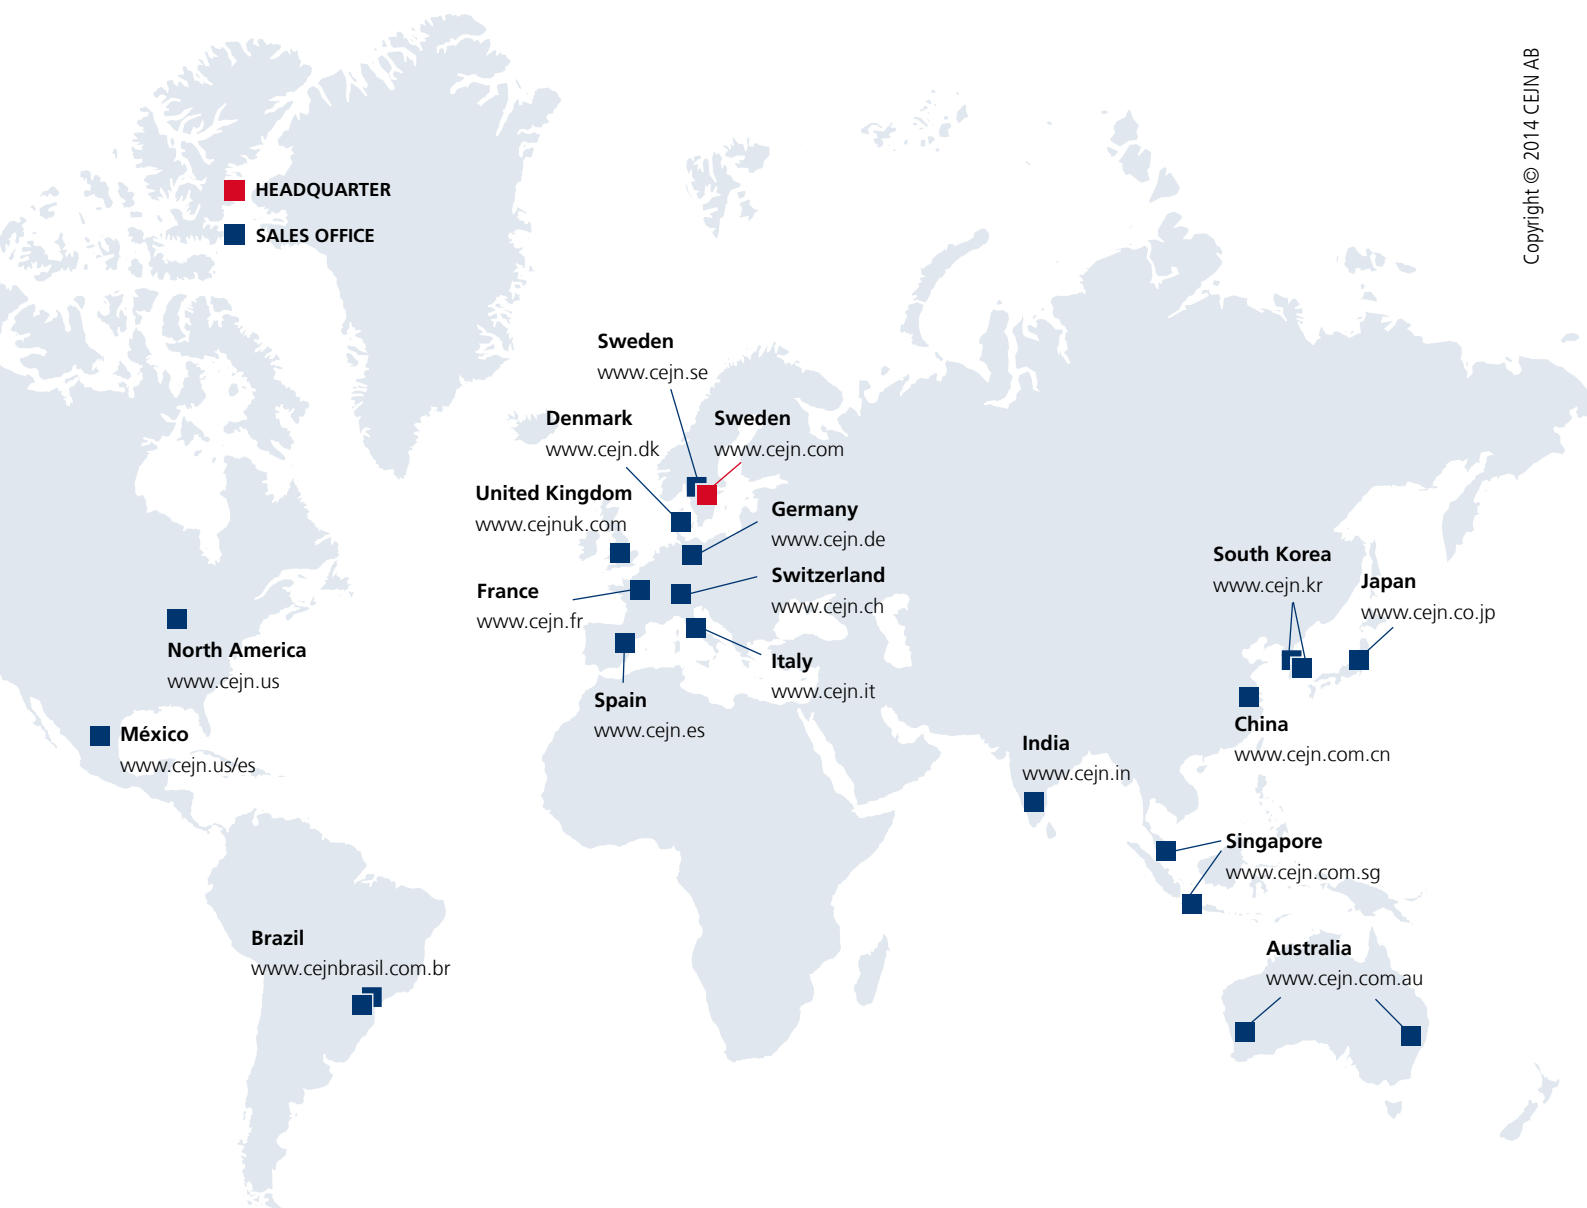 Copyright © 2014 CEJN AB
HEADQUARTER
SALES OFFICE
Sweden
www.cejn.se
Denmark
www.cejn.dk
Sweden
www.cejn.com
United Kingdom
www.cejnuk.com
Germany
www.cejn.de
Switzerland
www.cejn.ch
France
www.cejn.fr
Italy
www.cejn.it
Spain
www.cejn.es
North America
www.cejn.us
México
www.cejn.us/es
Brazil
www.cejnbrasil.com.br
South Korea
www.cejn.kr
Japan
www.cejn.co.jp
China
www.cejn.com.cn
India
www.cejn.in
Singapore
www.cejn.com.sg
Australia
www.cejn.com.au